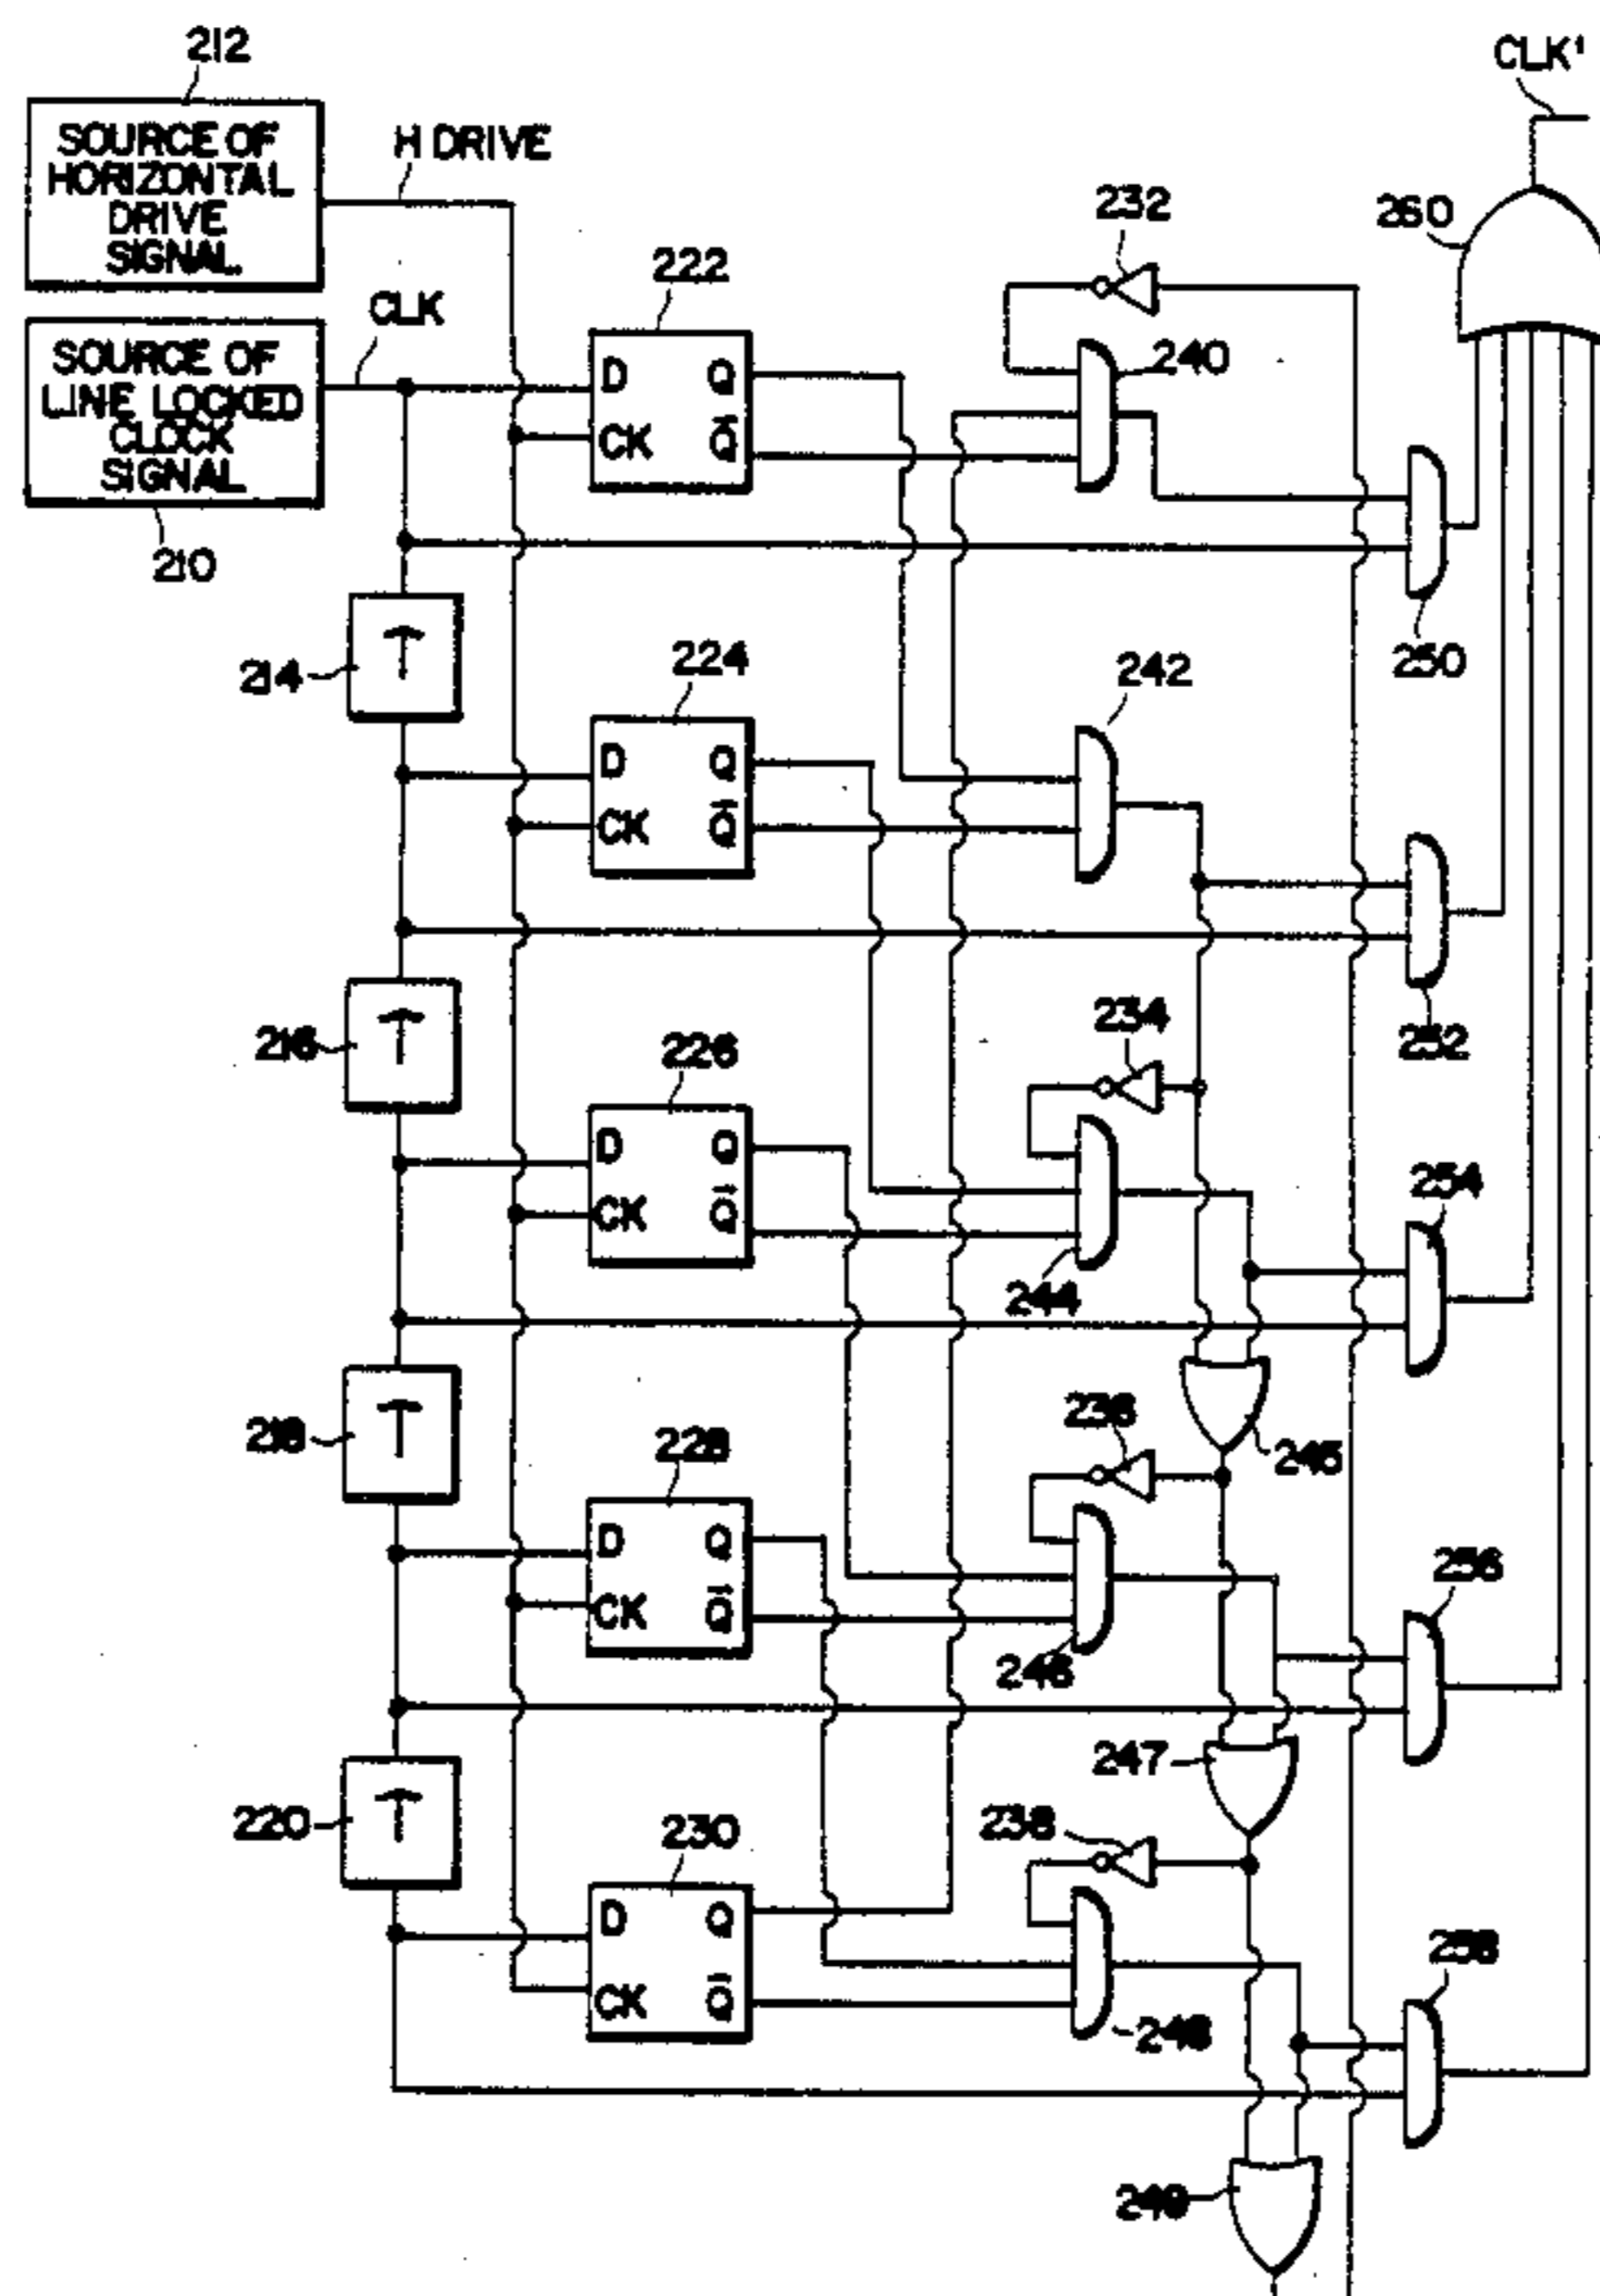 212
SOURCE OF
HORIZONTAL
DRIVE
SIGNAL
H DRIVE
CLK'
260
232
222
CLK
SOURCE OF
LINE LOCKED
CLOCK
SIGNAL
210
D Q
CK Q̅
240
250
214
224
242
D Q
CK Q̅
252
216
226
234
D Q
CK Q̅
244
254
218
228
236
245
D Q
CK Q̅
246
256
247
220
230
238
D Q
CK Q̅
248
258
249